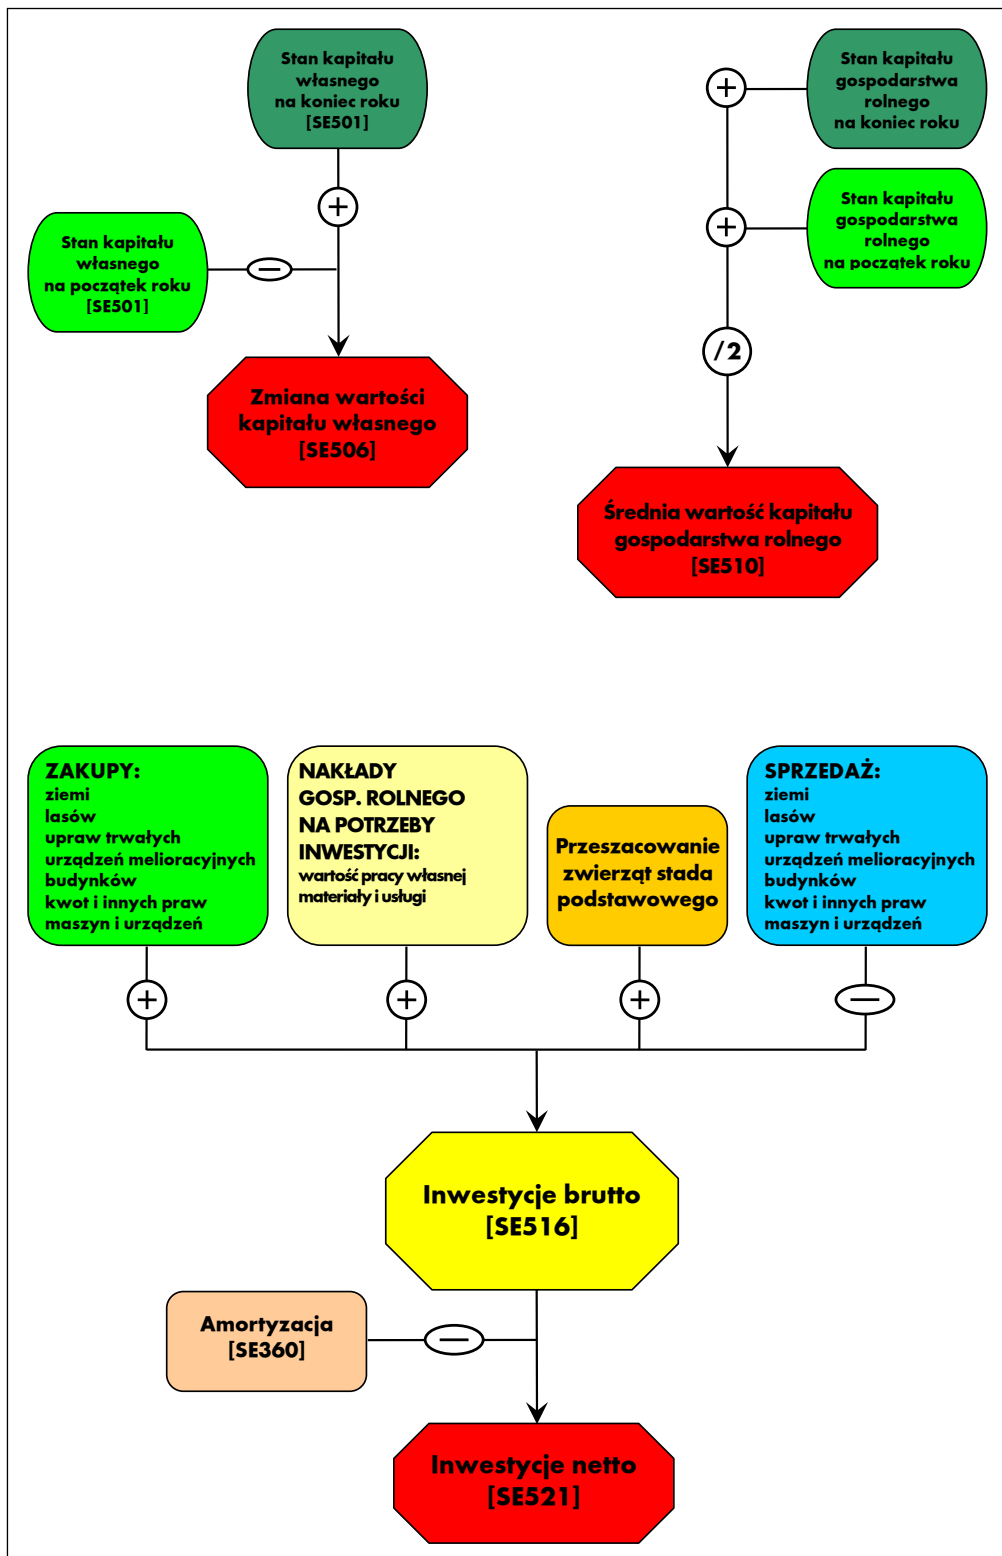 Stan kapitału
własnego
na koniec roku
[SE501]
+
Stan kapitału
własnego
na początek roku
[SE501]
—
Zmiana wartości
kapitału własnego
[SE506]
Stan kapitału
gospodarstwa
rolnego
na koniec roku
+
Stan kapitału
gospodarstwa
rolnego
na początek roku
+
/2
Średnia wartość kapitału
gospodarstwa rolnego
[SE510]
ZAKUPY:
ziemi
lasów
upraw trwałych
urządzeń melioracyjnych
budynków
kwot i innych praw
maszyn i urządzeń
NAKŁADY
GOSP. ROLNEGO
NA POTRZEBY
INWESTYCJI:
wartość pracy własnej
materiały i usługi
Przeszacowanie
zwierząt stada
podstawowego
SPRZEDAŻ:
ziemi
lasów
upraw trwałych
urządzeń melioracyjnych
budynków
kwot i innych praw
maszyn i urządzeń
+
+
+
—
Inwestycje brutto
[SE516]
Amortyzacja
[SE360]
—
Inwestycje netto
[SE521]